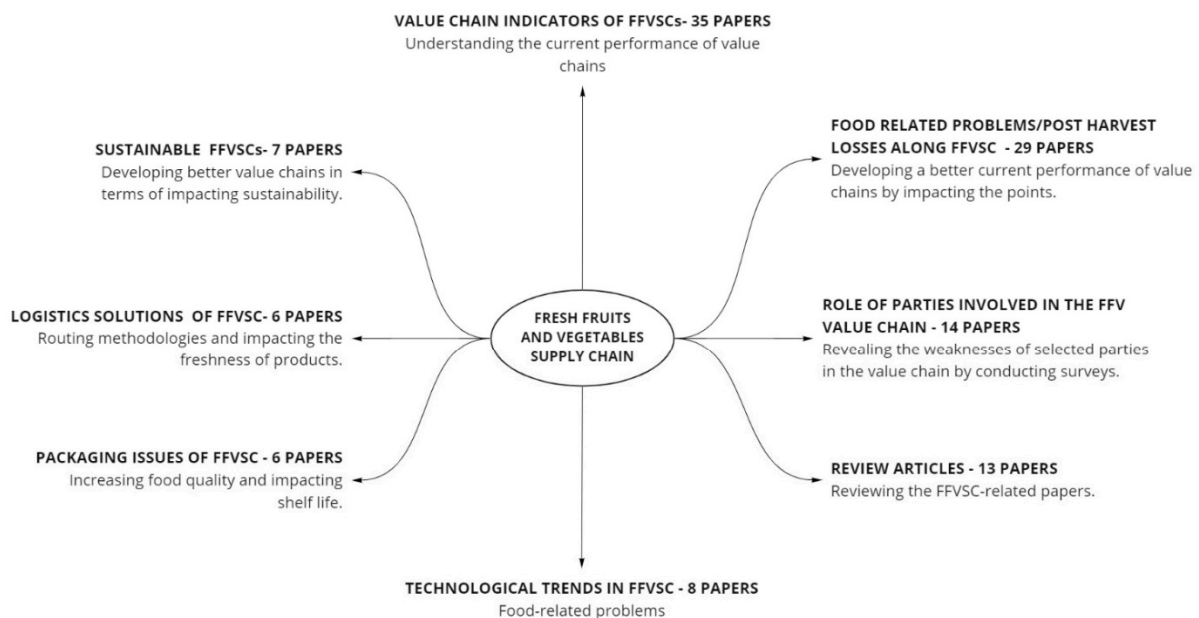 VALUE CHAIN INDICATORS OF FFVSCs- 35 PAPERS
Understanding the current performance of value
chains
SUSTAINABLE FFVSCs- 7 PAPERS
Developing better value chains in
terms of impacting sustainability.
FOOD RELATED PROBLEMS/POST HARVEST
LOSSES ALONG FFVSC - 29 PAPERS
Developing a better current performance of value
chains by impacting the points.
LOGISTICS SOLUTIONS OF FFVSC- 6 PAPERS
Routing methodologies and impacting the
freshness of products.
FRESH FRUITS
AND VEGETABLES
SUPPLY CHAIN
ROLE OF PARTIES INVOLVED IN THE FFV
VALUE CHAIN - 14 PAPERS
Revealing the weaknesses of selected parties
in the value chain by conducting surveys.
PACKAGING ISSUES OF FFVSC - 6 PAPERS
Increasing food quality and impacting
shelf life.
REVIEW ARTICLES - 13 PAPERS
Reviewing the FFVSC-related papers.
TECHNOLOGICAL TRENDS IN FFVSC - 8 PAPERS
Food-related problems